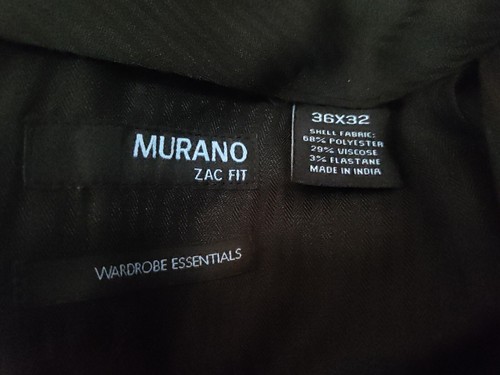 MURANO
ZAC FIT
WARDROBE ESSENTIALS
36X32
SHELL FABRIC:
68% POLYESTER
29% VISCOSE
3% ELASTANE
MADE IN INDIA